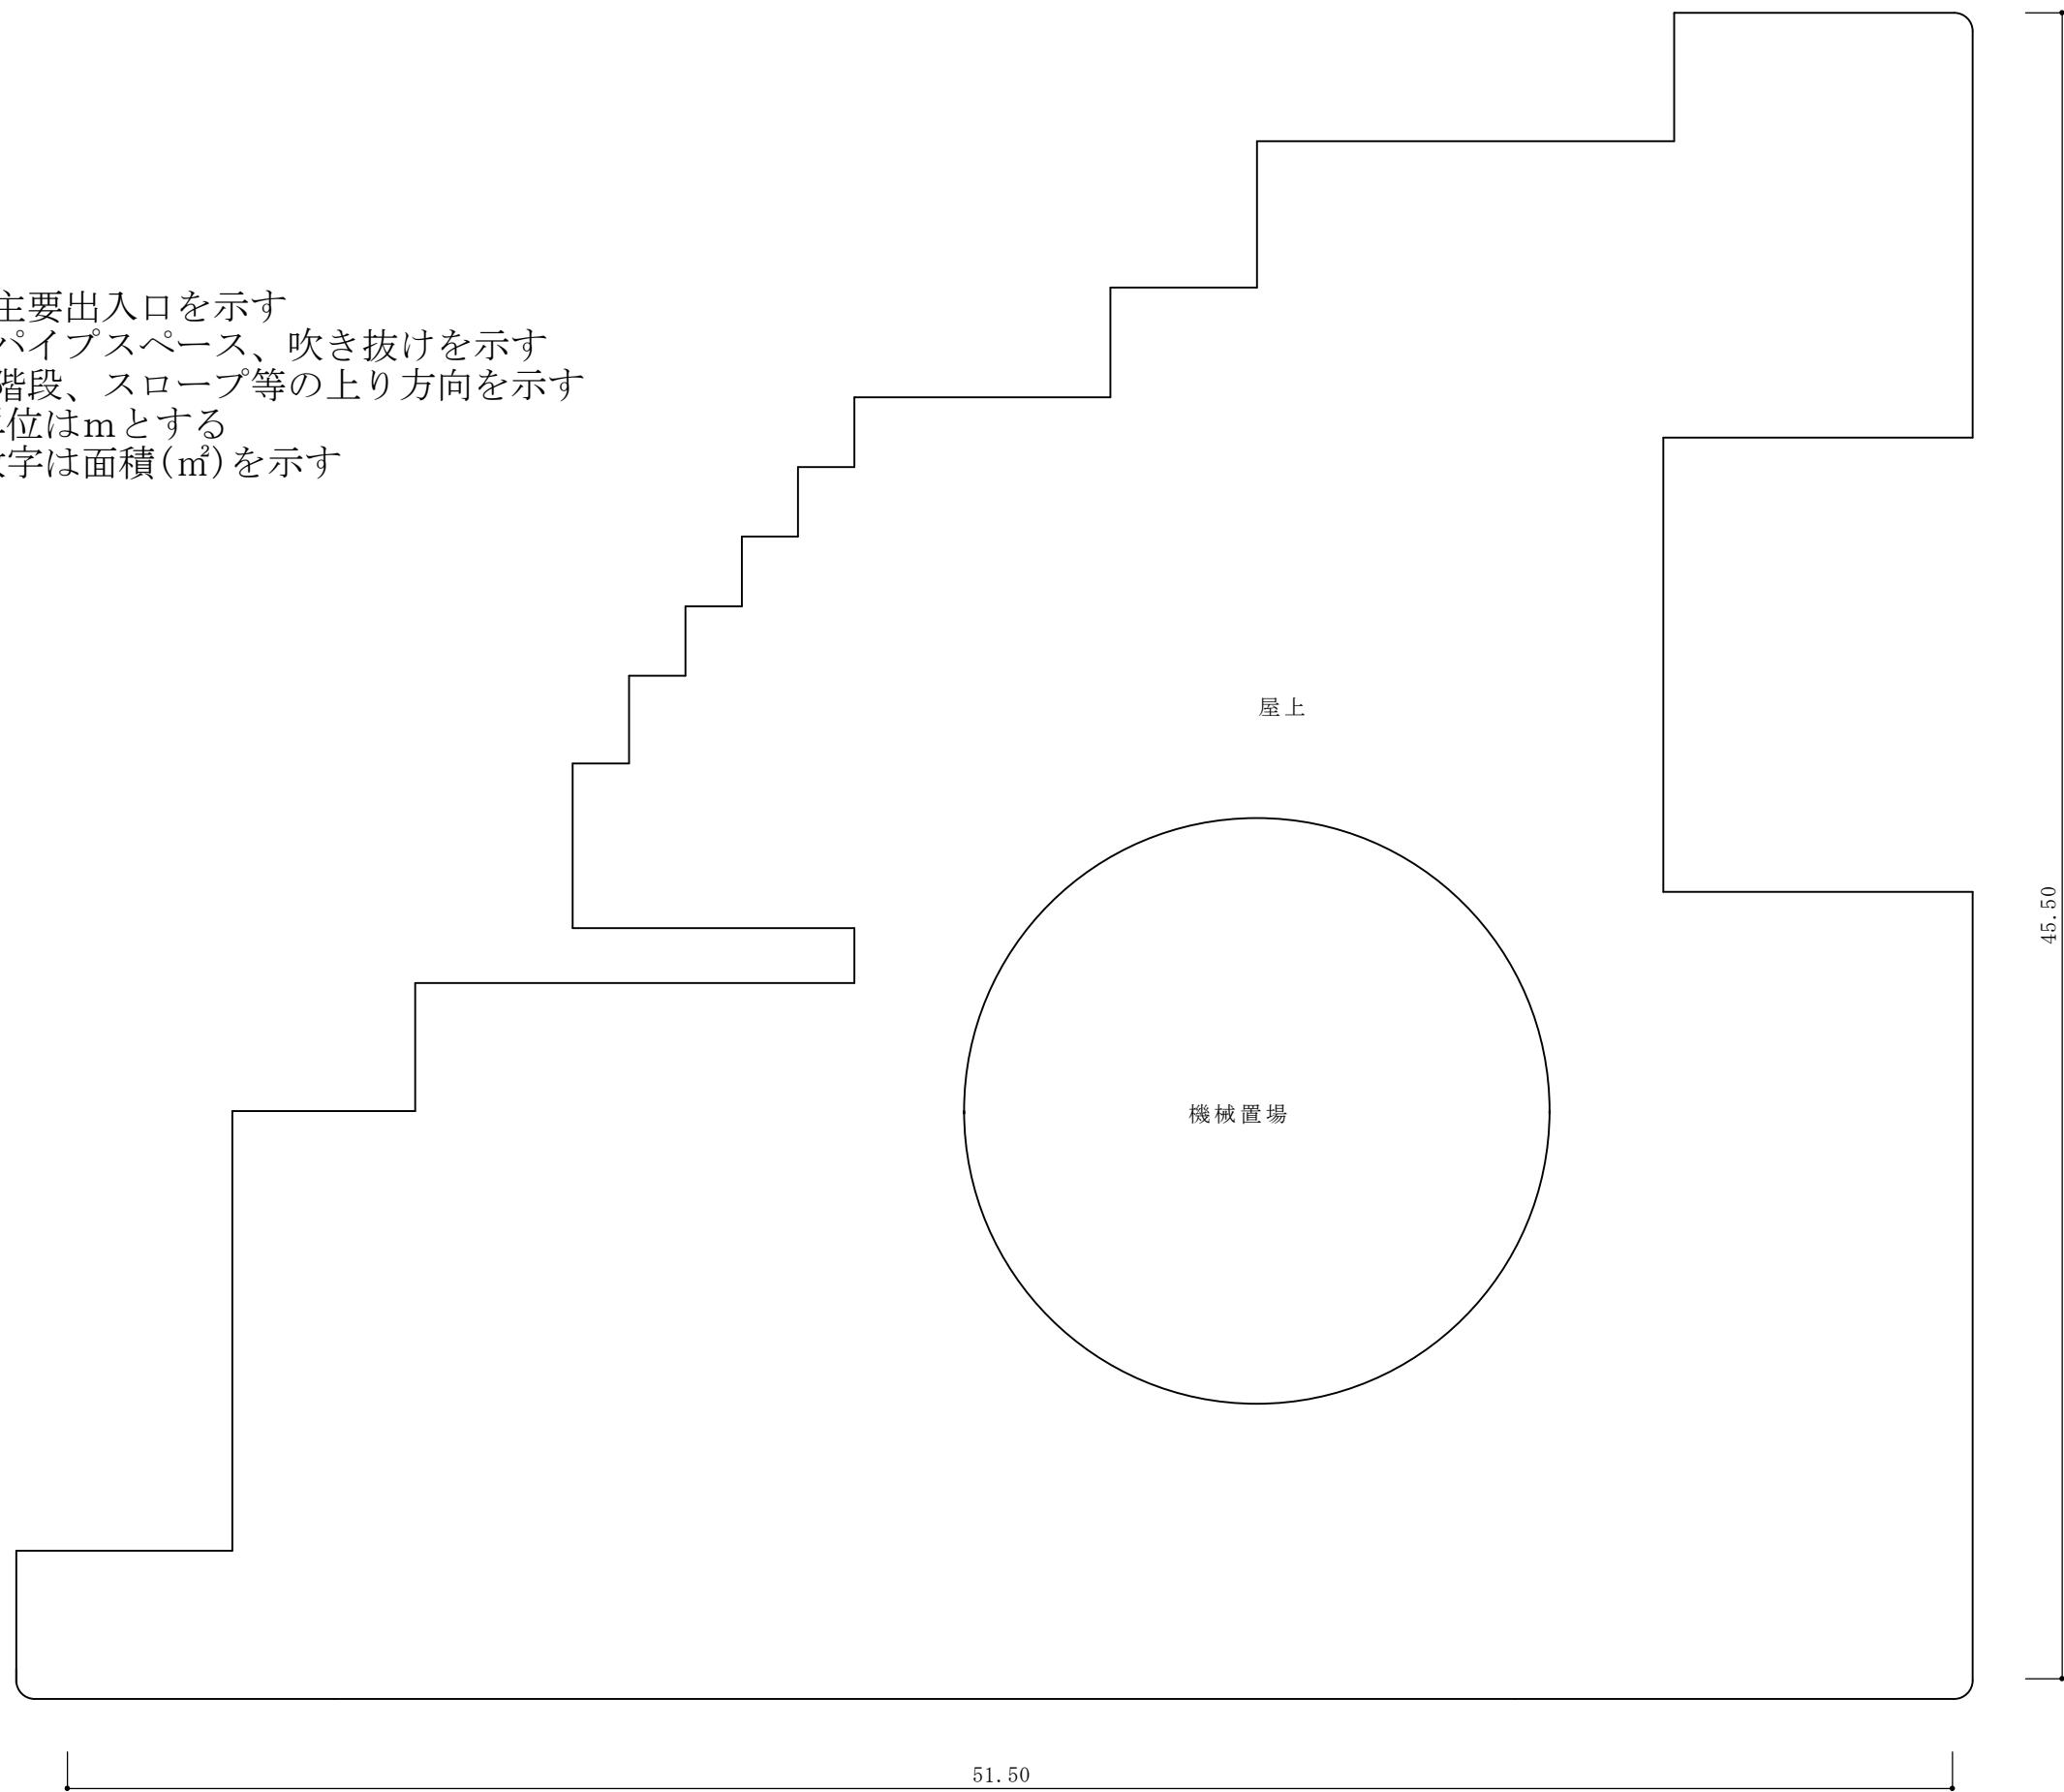 主要出入口を示す
パイプスペース、吹き抜けを示す
階段、スロープ等の上り方向を示す
位はmとする
字は面積(㎡)を示す
屋上
45.50
機械置場
51.50